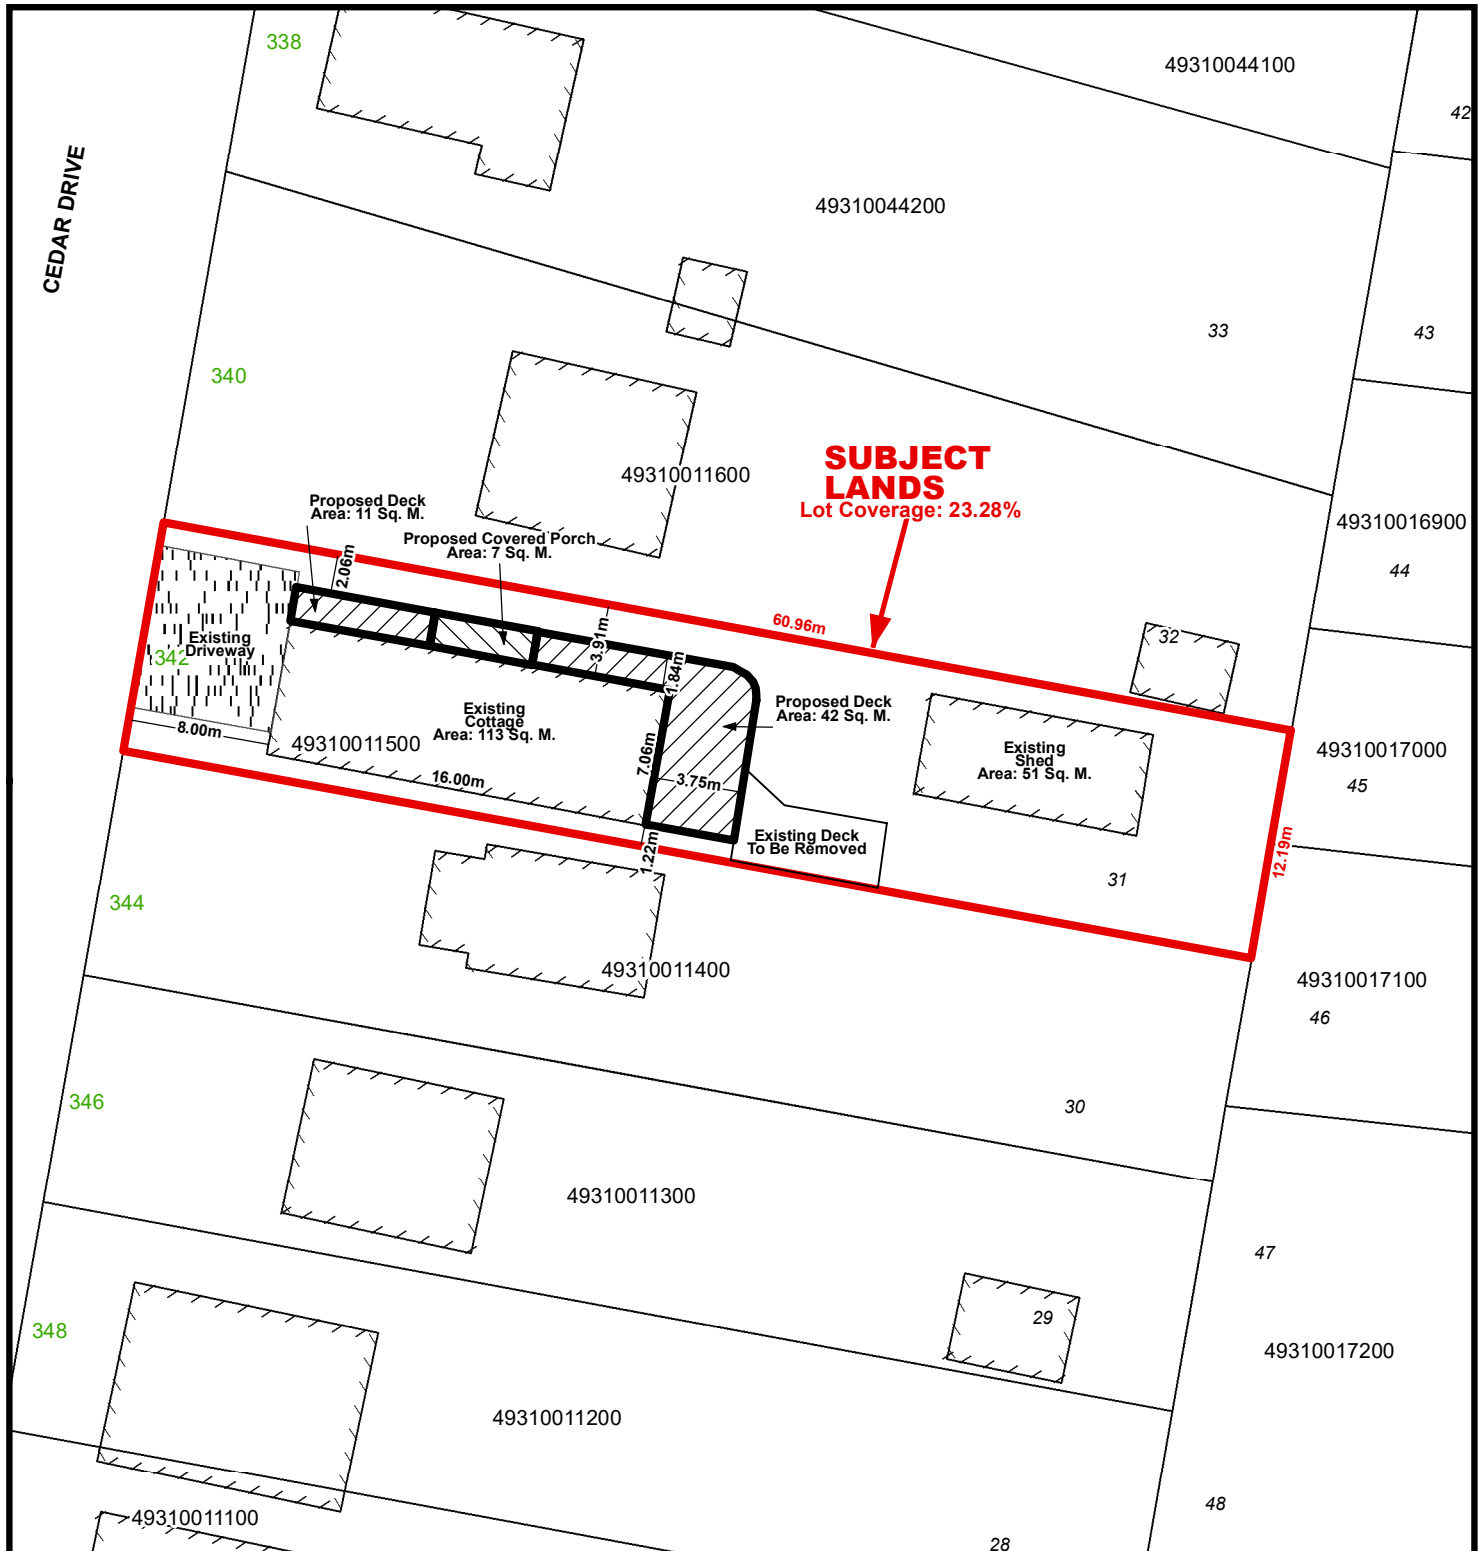 338
49310044100
42
CEDAR DRIVE
49310044200
33
43
340
49310011600
SUBJECT
LANDS
Lot Coverage: 23.28%
Proposed Deck
Area: 11 Sq. M.
Proposed Covered Porch
Area: 7 Sq. M.
49310016900
44
2.06m
3.91m
60.96m
32
Existing
Driveway
342
1.84m
Proposed Deck
Area: 42 Sq. M.
Existing
Cottage
Area: 113 Sq. M.
8.00m
49310011500
7.06m
3.75m
16.00m
Existing
Shed
Area: 51 Sq. M.
49310017000
45
Existing Deck
To Be Removed
1.22m
12.19m
31
344
49310011400
49310017100
46
346
30
49310011300
47
29
348
49310017200
49310011200
48
49310011100
28